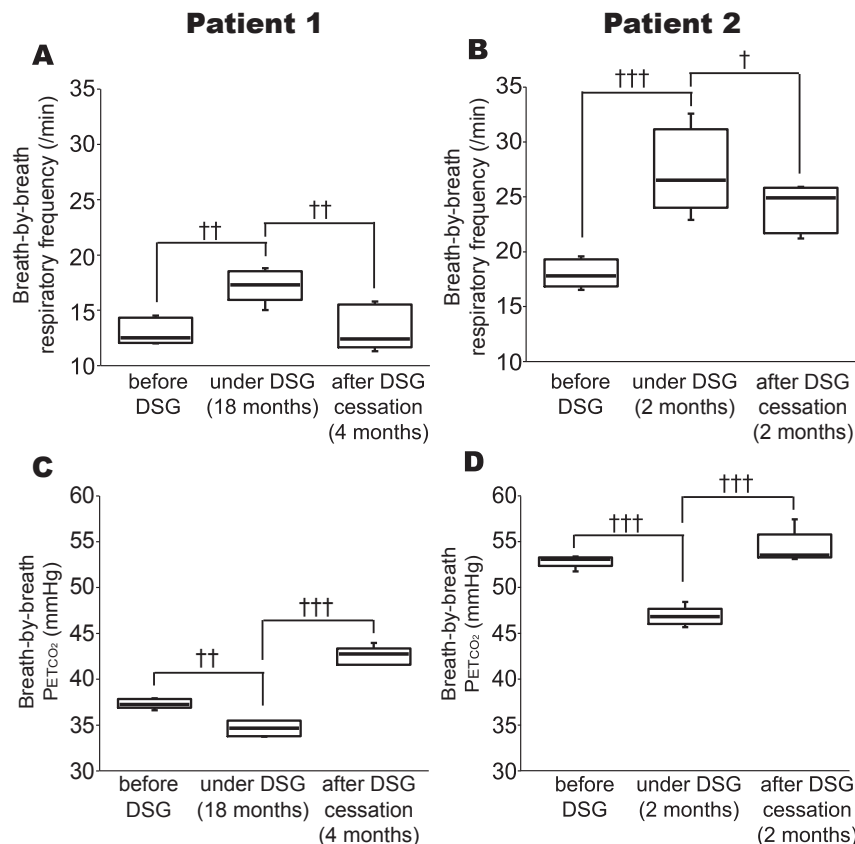 Patient 1
Patient 2
A
Breath-by-breath
respiratory frequency (/min)
35
30
25
20
15
10
††
††
before
DSG
under DSG
(18 months)
after DSG
cessation
(4 months)
B
Breath-by-breath
respiratory frequency (/min)
35
30
25
20
15
10
†††
†
before
DSG
under DSG
(2 months)
after DSG
cessation
(2 months)
C
Breath-by-breath
PETCO₂ (mmHg)
60
55
50
45
40
35
30
††
†††
before
DSG
under DSG
(18 months)
after DSG
cessation
(4 months)
D
Breath-by-breath
PETCO₂ (mmHg)
60
55
50
45
40
35
30
†††
†††
before
DSG
under DSG
(2 months)
after DSG
cessation
(2 months)